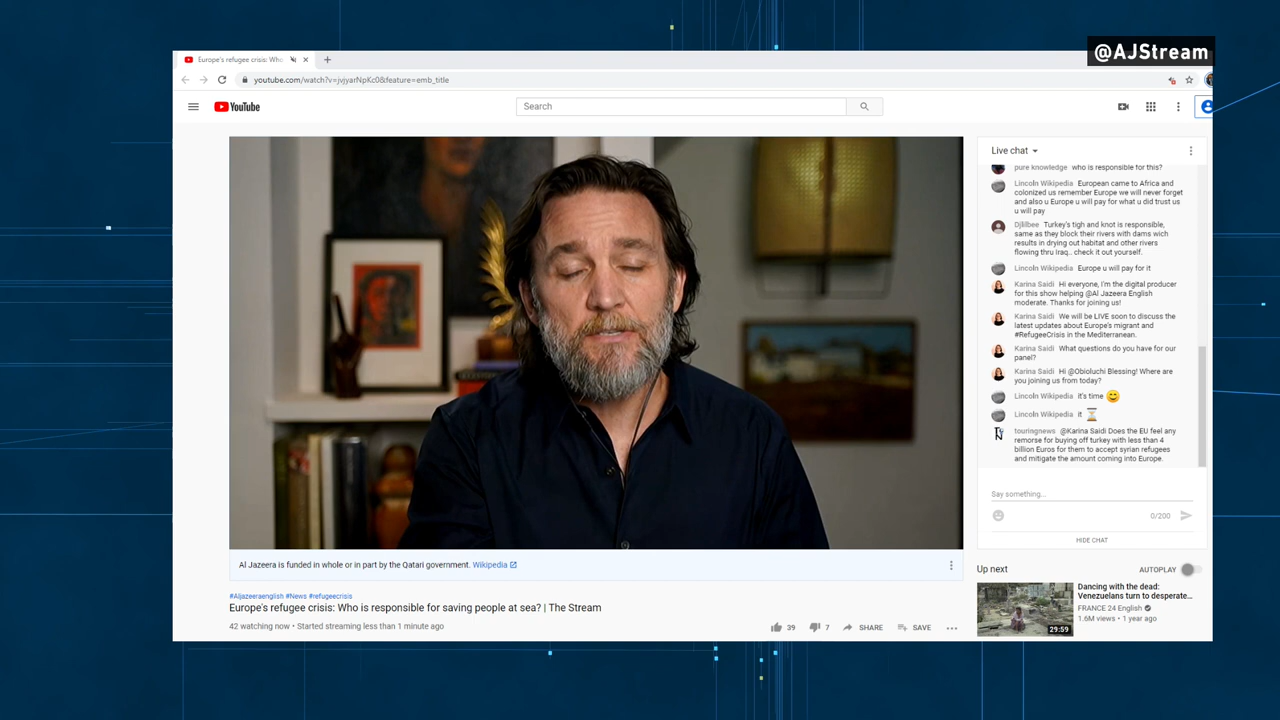 @AJStream
Europe's refugee crisis: Who
youtube.com/watch?v=jvjyarNpKc0&feature=emb_title
YouTube
Search
Live chat
pure knowledge who is responsible for this?
Lincoln Wikipedia European came to Africa and
colonized us remember Europe we will never forget
and also u Europe u will pay for what u did trust us
u will pay
Djlilbee Turkey's tigh and knot is responsible,
same as they block their rivers with dams wich
results in drying out habitat and other rivers
flowing thru Iraq.. check it out yourself.
Lincoln Wikipedia Europe u will pay for it
Karina Saidi Hi everyone, I'm the digital producer
for this show helping @Al Jazeera English
moderate. Thanks for joining us!
Karina Saidi We will be LIVE soon to discuss the
latest updates about Europe's migrant and
#RefugeeCrisis in the Mediterranean.
Karina Saidi What questions do you have for our
panel?
Karina Saidi Hi @Obioluchi Blessing! Where are
you joining us from today?
Lincoln Wikipedia it's time 😊
Lincoln Wikipedia it ⏳
touringnews @Karina Saidi Does the EU feel any
remorse for buying off turkey with less than 4
billion Euros for them to accept syrian refugees
and mitigate the amount coming into Europe.
Say something...
0/200
HIDE CHAT
Al Jazeera is funded in whole or in part by the Qatari government. Wikipedia
#Aljazeeraenglish #News #refugeecrisis
Europe's refugee crisis: Who is responsible for saving people at sea? | The Stream
42 watching now • Started streaming less than 1 minute ago
39
7
SHARE
SAVE
Up next
AUTOPLAY
29:59
Dancing with the dead:
Venezuelans turn to desperate...
FRANCE 24 English
1.6M views • 1 year ago